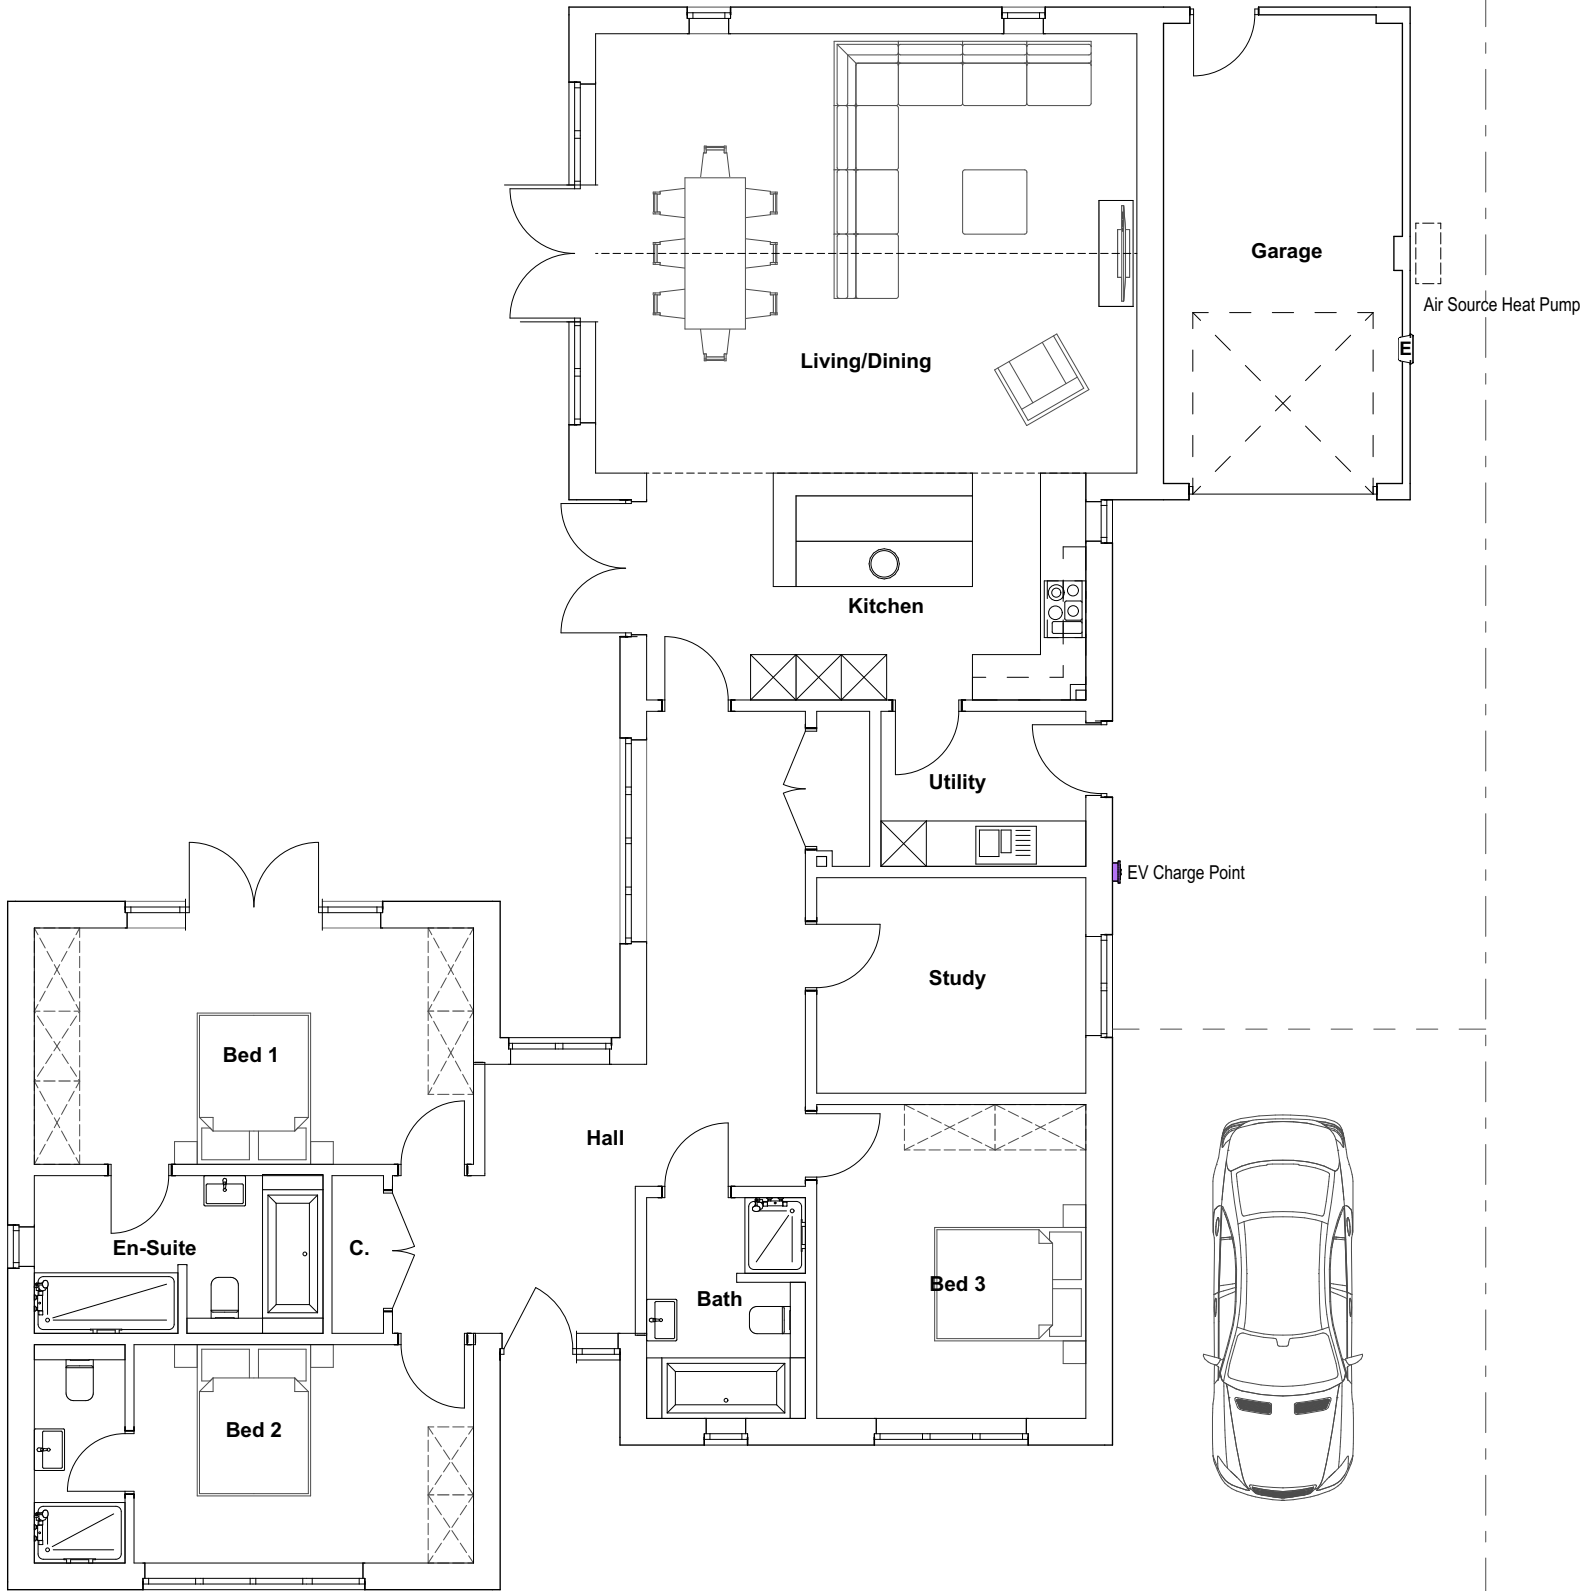 Garage
Air Source Heat Pump
E
Living/Dining
Kitchen
Utility
EV Charge Point
Study
Bed 1
Hall
En-Suite
C.
Bed 3
Bath
Bed 2